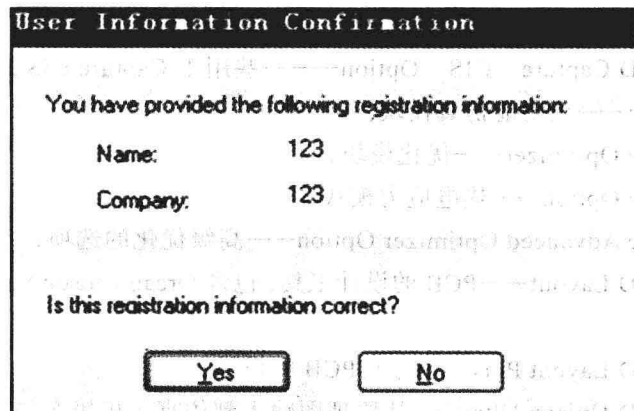 User Information Confirmation
You have provided the following registration information:
Name: 123
Company: 123
Is this registration information correct?
Yes
No